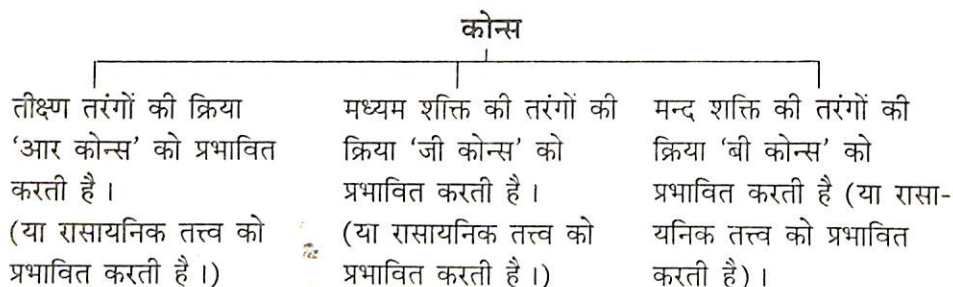 कोन्स
तीक्ष्ण तरंगों की क्रिया
‘आर कोन्स’ को प्रभावित
करती है ।
(या रासायनिक तत्त्व को
प्रभावित करती है ।)
मध्यम शीक्त की तरंगों की
क्रिया ‘जी कोन्स’ को
प्रभावित करती है ।
(या रासायनिक तत्त्व को
प्रभावित करती है ।)
मन्द शक्ति की तरंगों की
क्रिया ‘बी कोन्स’ को
प्रभावित करती है (या रासा-
यनिक तत्त्व को प्रभावित
करती है) ।